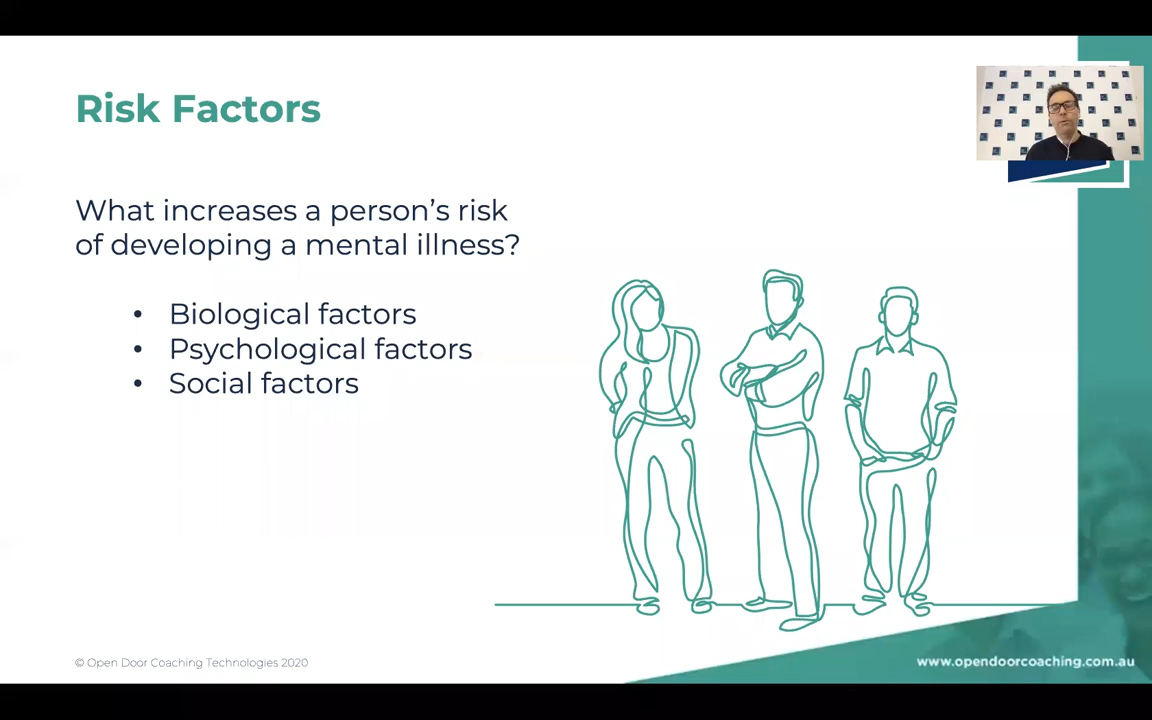 Risk Factors
What increases a person's risk
of developing a mental illness?
• Biological factors
• Psychological factors
• Social factors
© Open Door Coaching Technologies 2020
www.opendoorcoaching.com.au